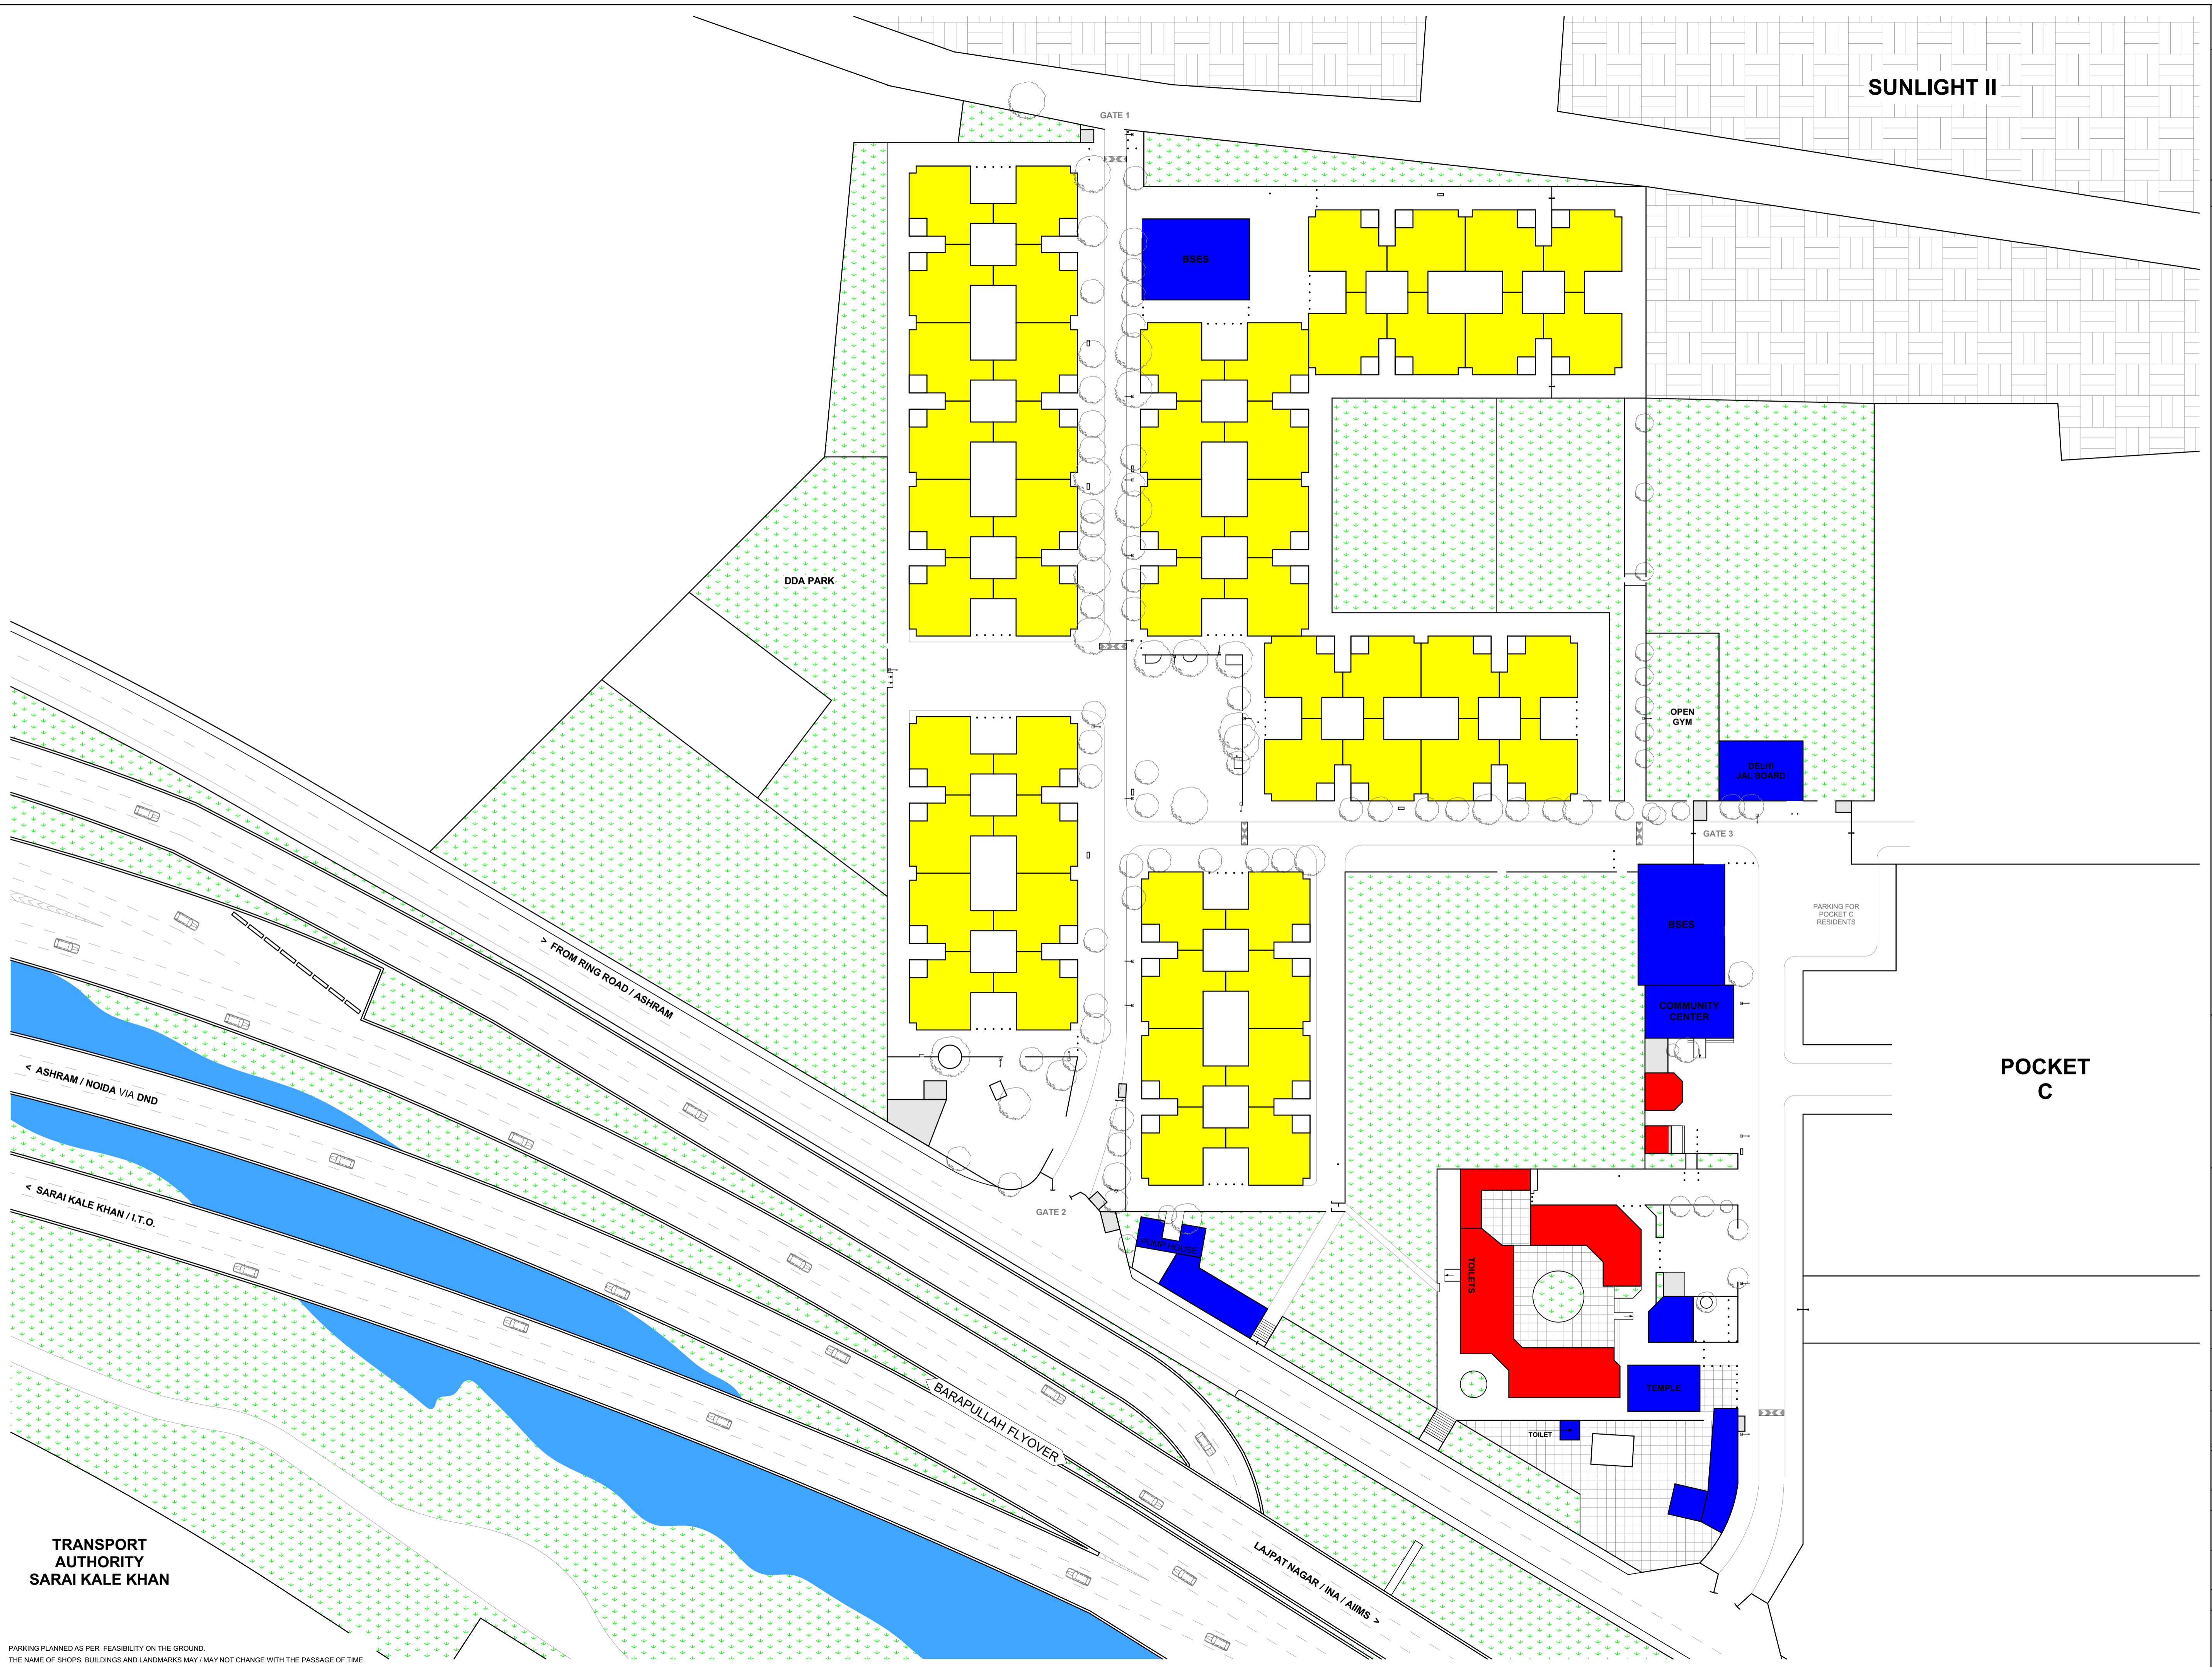 SUNLIGHT II
GATE 1
BSES
DDA PARK
OPEN
GYM
DELHI
JAL BOARD
GATE 3
PARKING FOR
POCKET C
RESIDENTS
BSES
> FROM RING ROAD / ASHRAM
COMMUNITY
CENTER
POCKET
C
< ASHRAM / NOIDA VIA DND
< SARAI KALE KHAN / I.T.O.
GATE 2
PUMP HOUSE
TOILETS
TEMPLE
BARAPULLAH FLYOVER
TOILET
LAJPAT NAGAR / INA / AIIMS >
TRANSPORT
AUTHORITY
SARAI KALE KHAN
PARKING PLANNED AS PER FEASIBILITY ON THE GROUND.
THE NAME OF SHOPS, BUILDINGS AND LANDMARKS MAY / MAY NOT CHANGE WITH THE PASSAGE OF TIME.